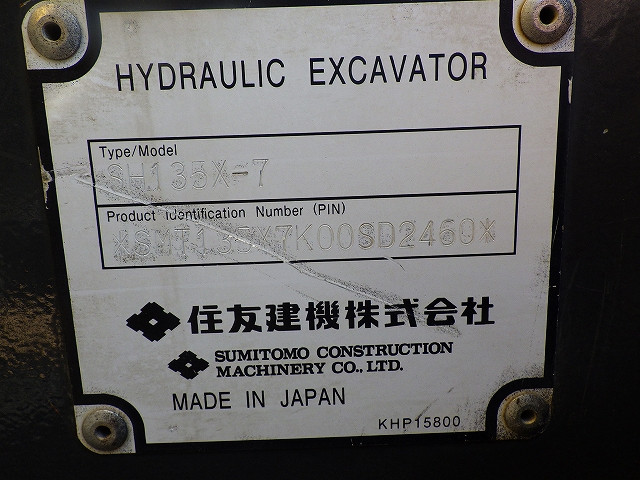 HYDRAULIC EXCAVATOR
Type/Model
SH135X-7
Product Identification Number (PIN)
*SMT135X7K00SD2460*
住友建機株式会社
SUMITOMO CONSTRUCTION
MACHINERY CO., LTD.
MADE IN JAPAN
KHP15800